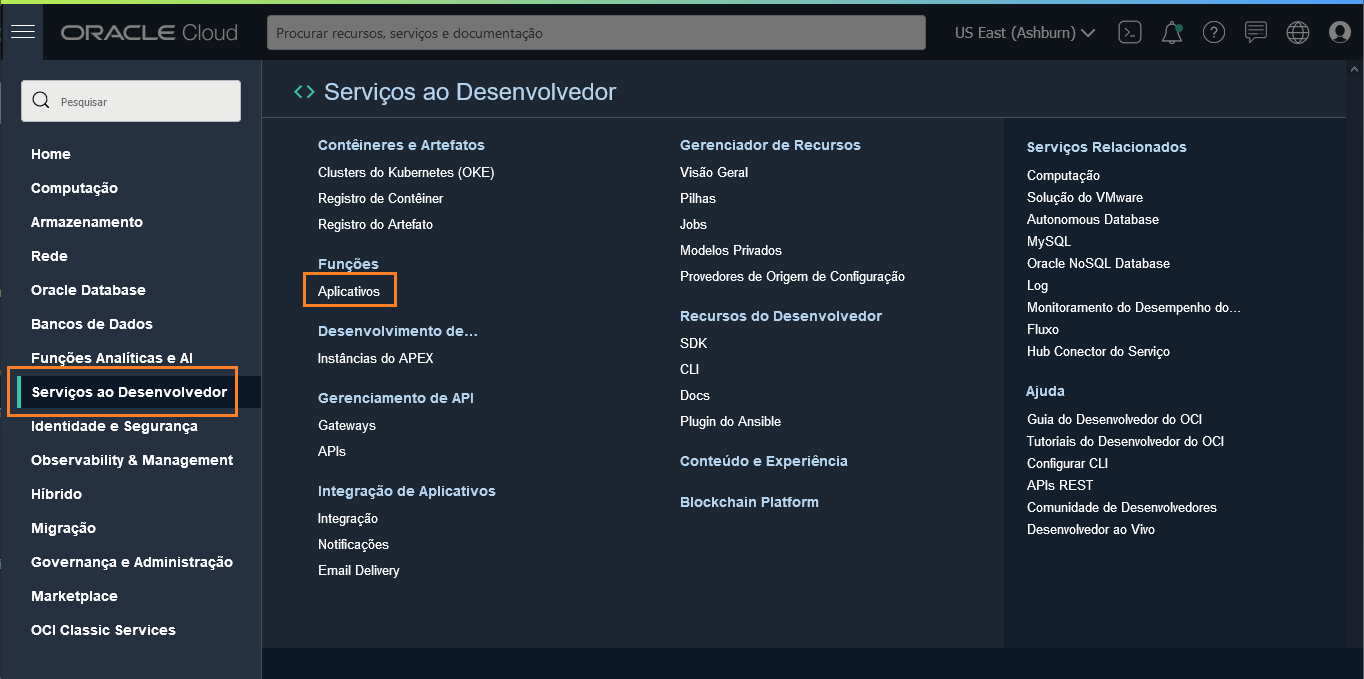 ORACLE Cloud
Procurar recursos, serviços e documentação
US East (Ashburn)
Pesquisar
Home
Computação
Armazenamento
Rede
Oracle Database
Bancos de Dados
Funções Analíticas e AI
Serviços ao Desenvolvedor
Identidade e Segurança
Observability & Management
Híbrido
Migração
Governança e Administração
Marketplace
OCI Classic Services
Serviços ao Desenvolvedor
Contêineres e Artefatos
Clusters do Kubernetes (OKE)
Registro de Contêiner
Registro do Artefato
Funções
Aplicativos
Desenvolvimento de...
Instâncias do APEX
Gerenciamento de API
Gateways
APIs
Integração de Aplicativos
Integração
Notificações
Email Delivery
Gerenciador de Recursos
Visão Geral
Pilhas
Jobs
Modelos Privados
Provedores de Origem de Configuração
Recursos do Desenvolvedor
SDK
CLI
Docs
Plugin do Ansible
Conteúdo e Experiência
Blockchain Platform
Serviços Relacionados
Computação
Solução do VMware
Autonomous Database
MySQL
Oracle NoSQL Database
Log
Monitoramento do Desempenho do...
Fluxo
Hub Conector do Serviço
Ajuda
Guia do Desenvolvedor do OCI
Tutoriais do Desenvolvedor do OCI
Configurar CLI
APIs REST
Comunidade de Desenvolvedores
Desenvolvedor ao Vivo